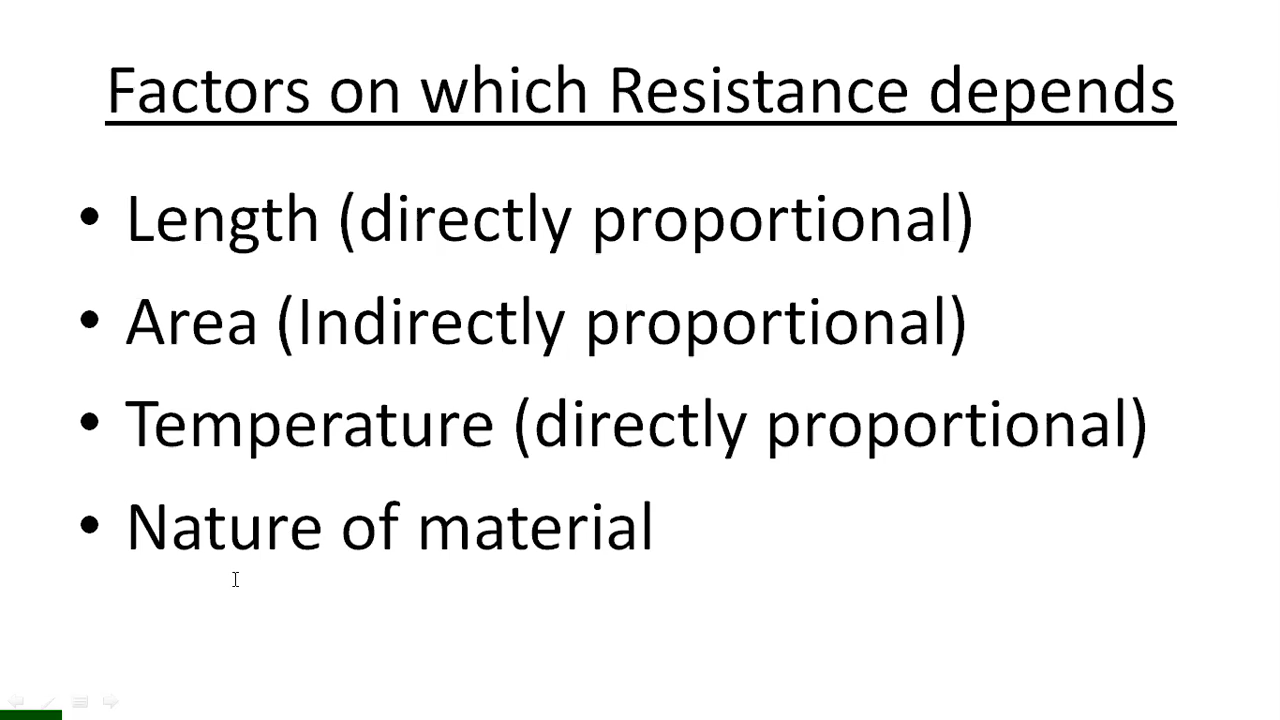 Factors on which Resistance depends
• Length (directly proportional)
• Area (Indirectly proportional)
• Temperature (directly proportional)
• Nature of material